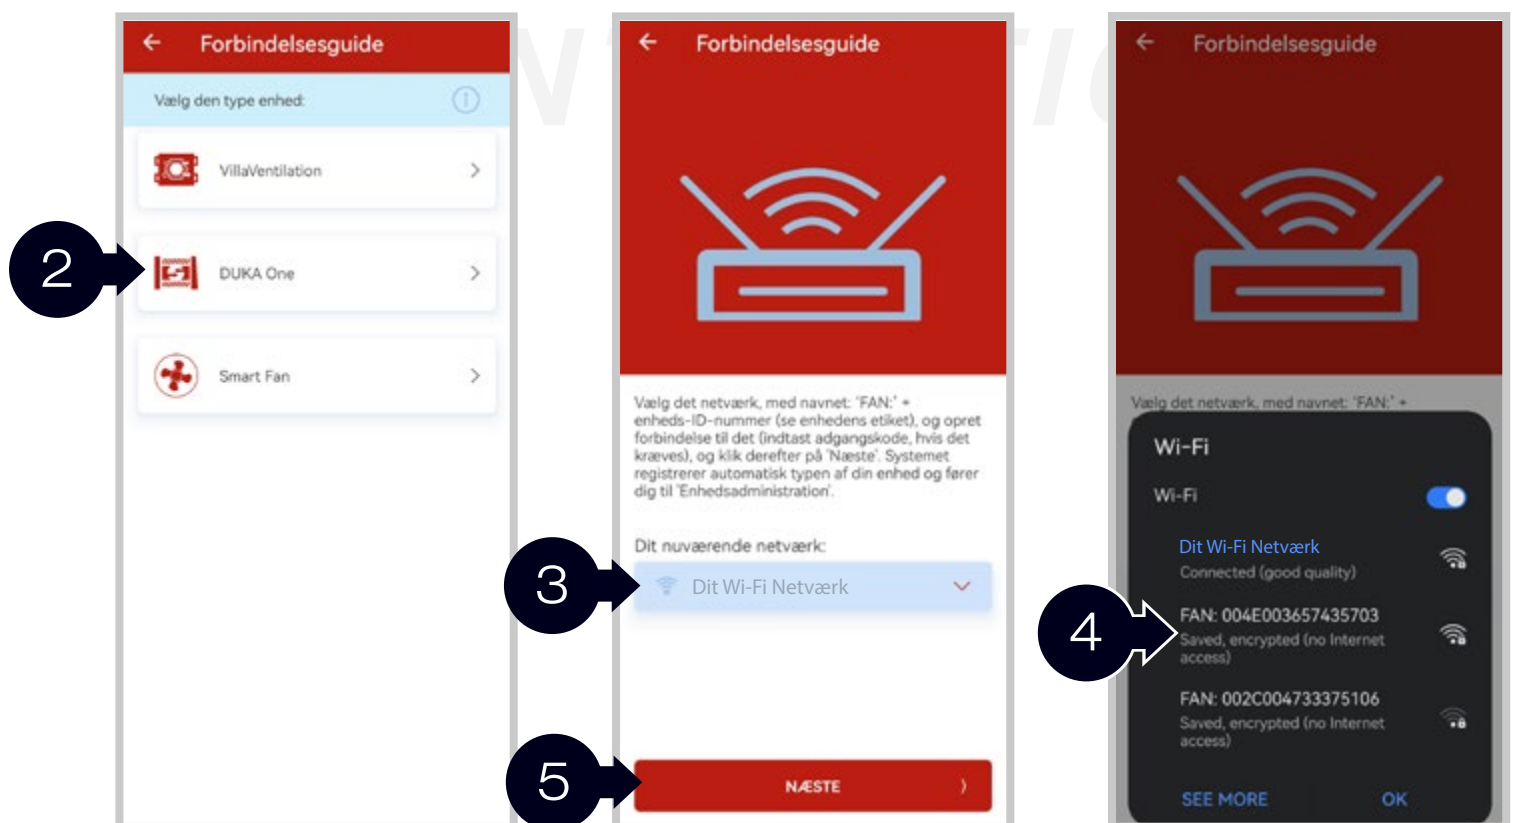 Forbindelsesguide
Vælg den type enhed:
VillaVentilation
2
DUKA One
Smart Fan
Forbindelsesguide
Vælg det netværk, med navnet: 'FAN:' +
enheds-ID-nummer (se enhedens etiket), og opret
forbindelse til det (indtast adgangskode, hvis det
kræves), og klik derefter på 'Næste'. Systemet
registrerer automatisk typen af din enhed og fører
dig til 'Enhedsadministration'.
Dit nuværende netværk:
3
Dit Wi-Fi Netværk
5
NÆSTE
Forbindelsesguide
Vælg det netværk, med navnet: 'FAN:' +
Wi-Fi
Wi-Fi
Dit Wi-Fi Netværk
Connected (good quality)
4
FAN: 004E003657435703
Saved, encrypted (no Internet
access)
FAN: 002C004733375106
Saved, encrypted (no Internet
access)
SEE MORE
OK